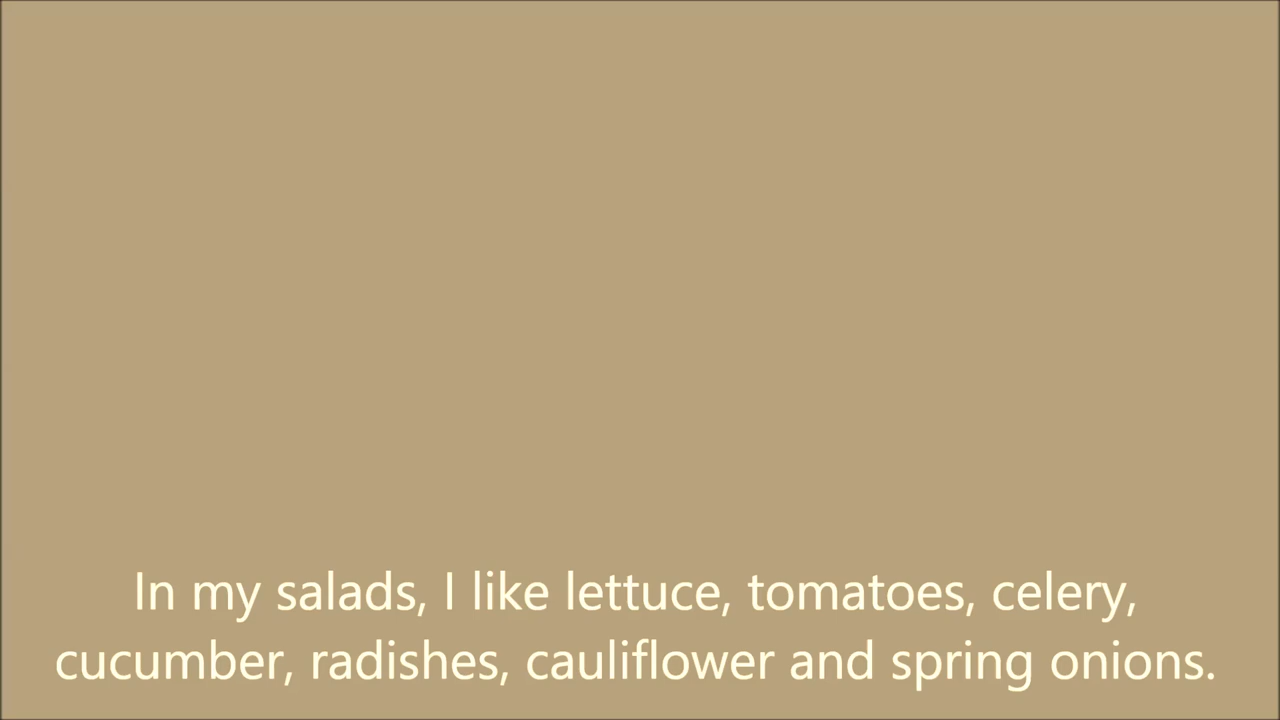 In my salads, I like lettuce, tomatoes, celery,
cucumber, radishes, cauliflower and spring onions.